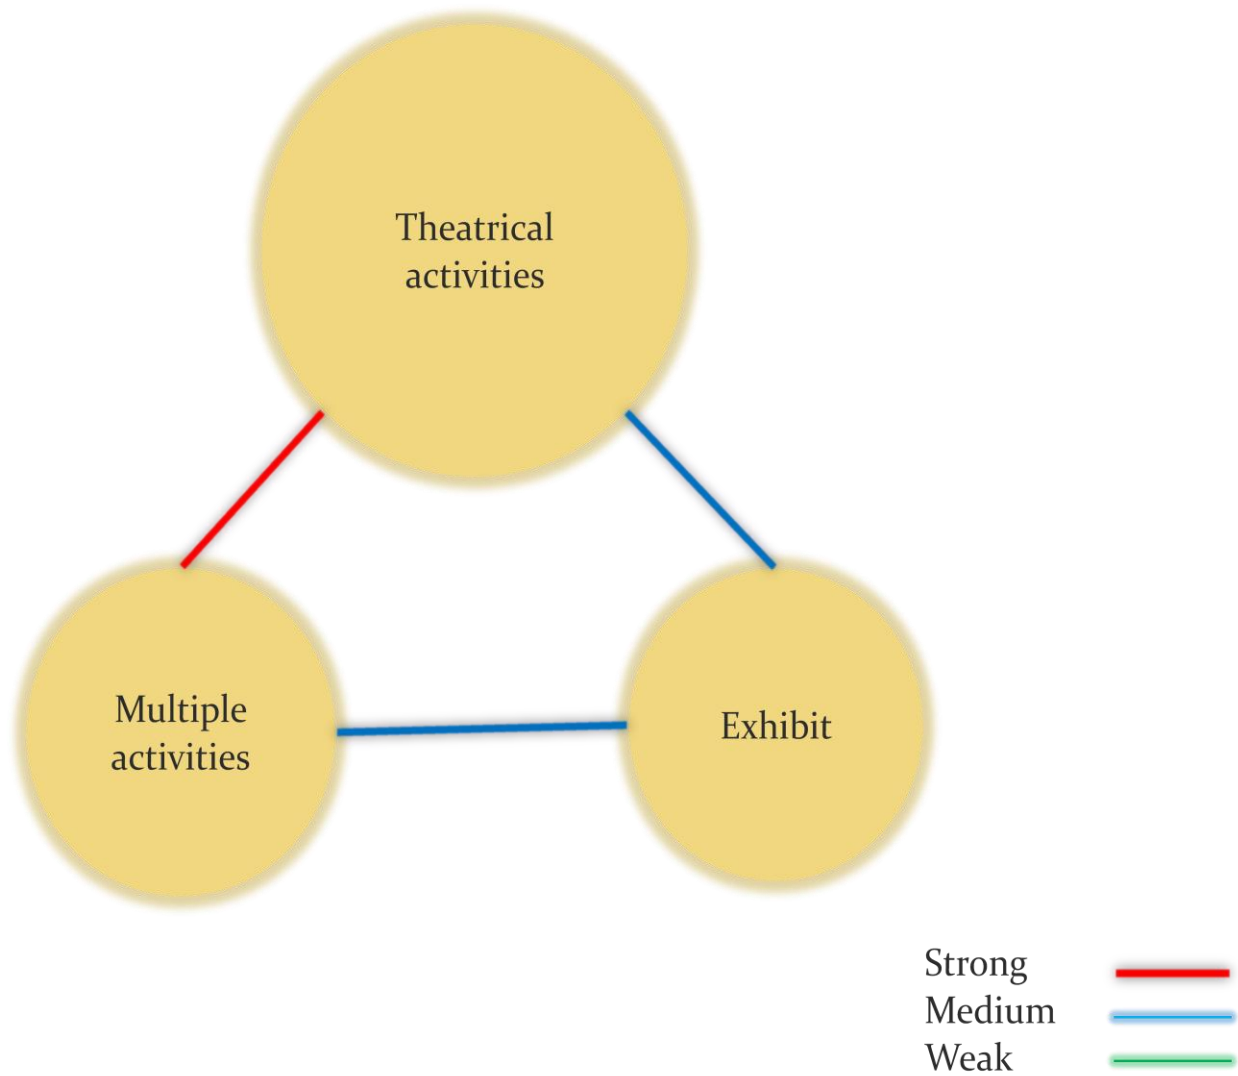 Theatrical
activities
Multiple
activities
Exhibit
Strong
Medium
Weak